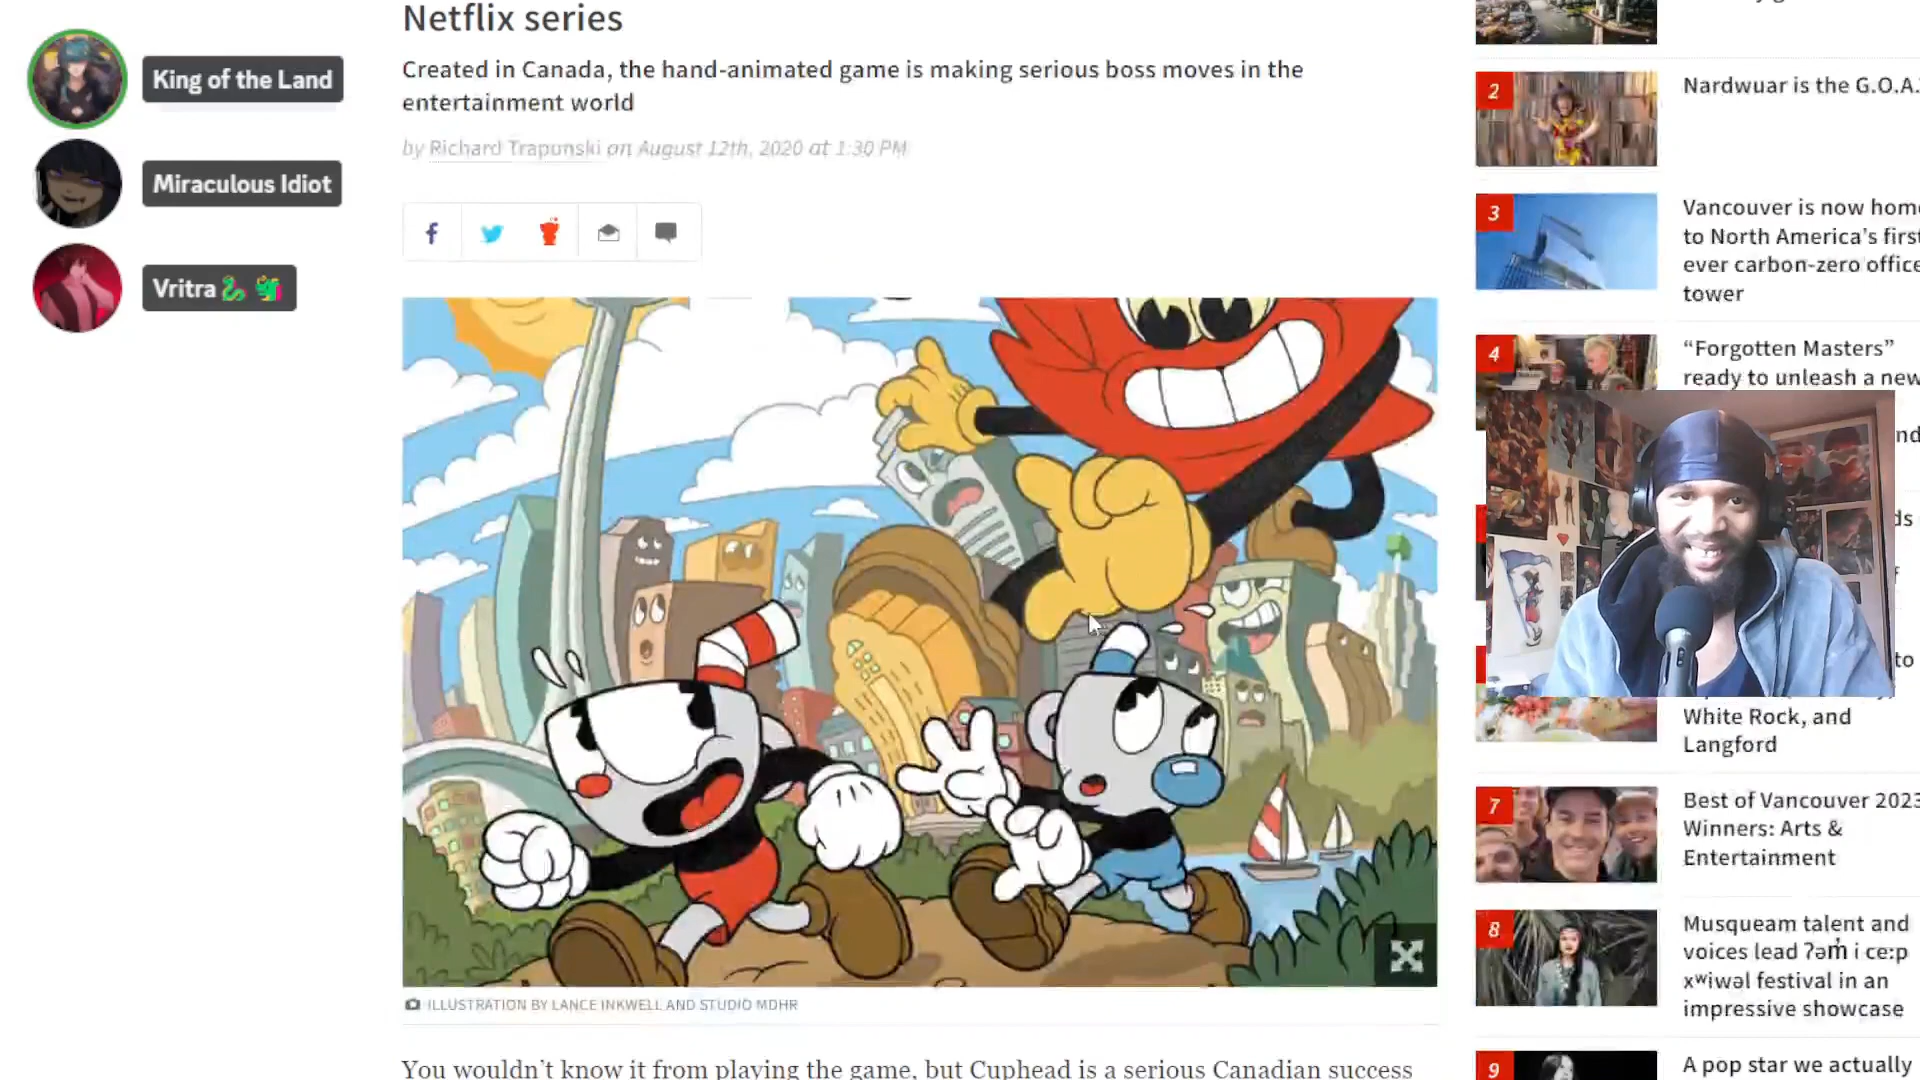 King of the Land
Miraculous Idiot
Vritra
Netflix series
Created in Canada, the hand-animated game is making serious boss moves in the
entertainment world
by Richard Trapunski on August 12th, 2020 at 1:30 PM
ILLUSTRATION BY LANCE INKWELL AND STUDIO MDHR
You wouldn’t know it from playing the game, but Cuphead is a serious Canadian success
2
Nardwuar is the G.O.A.
3
Vancouver is now home
to North America's first
ever carbon-zero office
tower
4
“Forgotten Masters”
ready to unleash a new
to
White Rock, and
Langford
7
Best of Vancouver 2023
Winners: Arts &
Entertainment
8
Musqueam talent and
voices lead ʔəm̓ i ce:p
xʷiwəl festival in an
impressive showcase
9
A pop star we actually